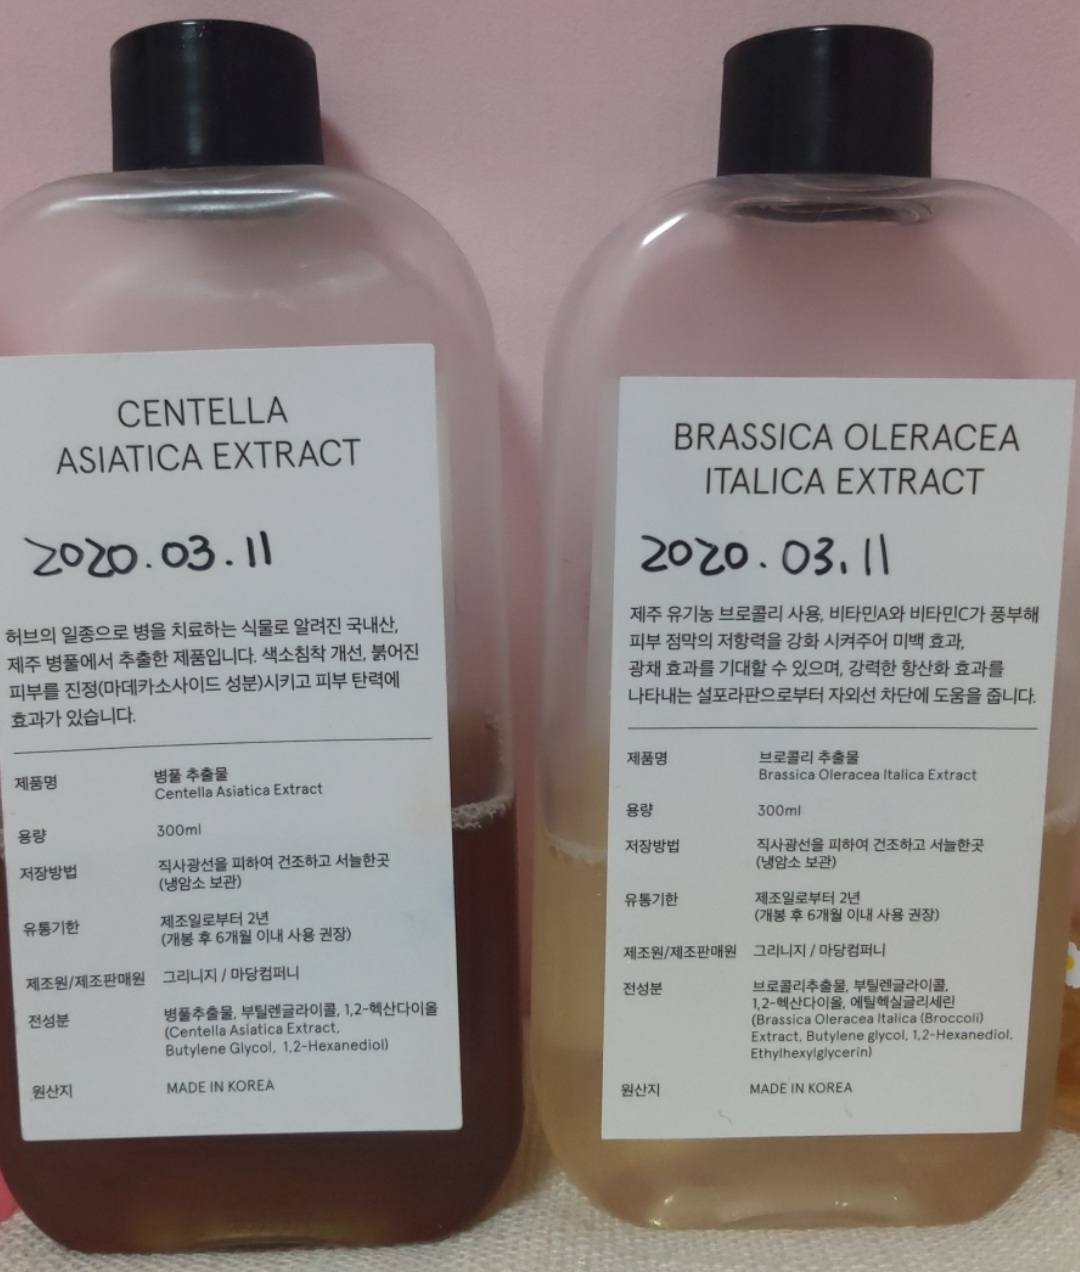 CENTELLA
ASIATICA EXTRACT
2020.03.11
허브의 일종으로 병을 치료하는 식물로 알려진 국내산,
제주 병풀에서 추출한 제품입니다. 색소침착 개선, 붉어진
피부를 진정(마데카소사이드 성분)시키고 피부 탄력에
효과가 있습니다.
제품명 병풀 추출물
Centella Asiatica Extract
용량 300ml
저장방법 직사광선을 피하여 건조하고 서늘한곳
(냉암소 보관)
유통기한 제조일로부터 2년
(개봉 후 6개월 이내 사용 권장)
제조원/제조판매원 그리니지 / 마당컴퍼니
전성분 병풀추출물, 부틸렌글라이콜, 1,2-헥산다이올
(Centella Asiatica Extract,
Butylene Glycol, 1,2-Hexanediol)
원산지 MADE IN KOREA
BRASSICA OLERACEA
ITALICA EXTRACT
2020.03.11
제주 유기농 브로콜리 사용, 비타민A와 비타민C가 풍부해
피부 점막의 저항력을 강화 시켜주어 미백 효과,
광채 효과를 기대할 수 있으며, 강력한 항산화 효과를
나타내는 설포라판으로부터 자외선 차단에 도움을 줍니다.
제품명 브로콜리 추출물
Brassica Oleracea Italica Extract
용량 300ml
저장방법 직사광선을 피하여 건조하고 서늘한곳
(냉암소 보관)
유통기한 제조일로부터 2년
(개봉 후 6개월 이내 사용 권장)
제조원/제조판매원 그리니지 / 마당컴퍼니
전성분 브로콜리추출물, 부틸렌글라이콜,
1,2-헥산다이올, 에틸헥실글리세린
(Brassica Oleracea Italica (Broccoli)
Extract, Butylene glycol, 1,2-Hexanediol,
Ethylhexylglycerin)
원산지 MADE IN KOREA